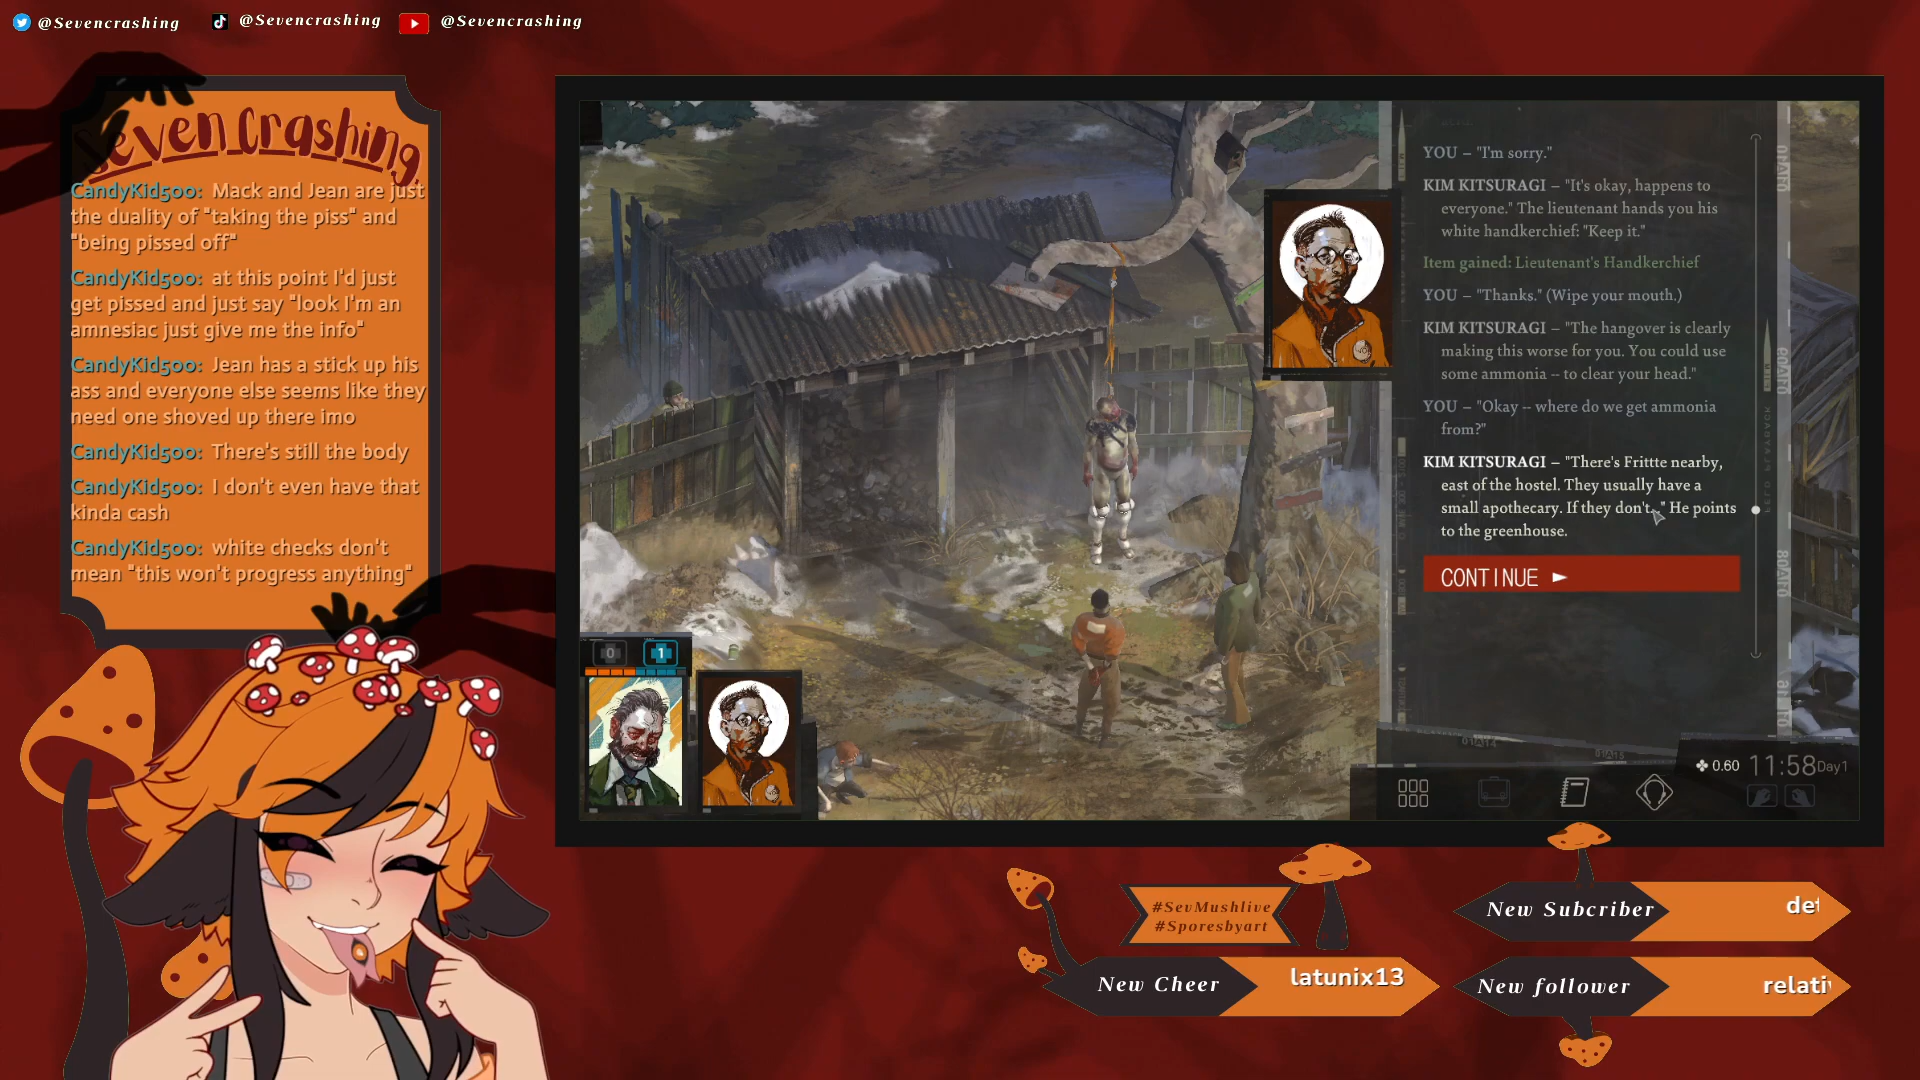 @Sevencrashing
@Sevencrashing
@Sevencrashing
Seven Crashing
CandyKid500: Mack and Jean are just
the duality of "taking the piss" and
"being pissed off"
CandyKid500: at this point I'd just
get pissed and just say "look I'm an
amnesiac just give me the info"
CandyKid500: Jean has a stick up his
ass and everyone else seems like they
need one shoved up there imo
CandyKid500: There's still the body
CandyKid500: I don't even have that
kinda cash
CandyKid500: white checks don't
mean "this won't progress anything"
YOU – "I'm sorry."
KIM KITSURAGI – "It's okay, happens to
everyone." The lieutenant hands you his
white handkerchief: "Keep it."
Item gained: Lieutenant's Handkerchief
YOU – "Thanks." (Wipe your mouth.)
KIM KITSURAGI – "The hangover is clearly
making this worse for you. You could use
some ammonia -- to clear your head."
YOU – "Okay -- where do we get ammonia
from?"
KIM KITSURAGI – "There's Frittte nearby,
east of the hostel. They usually have a
small apothecary. If they don't..." He points
to the greenhouse.
CONTINUE
0
1
0.60
11:58 Day 1
#SevMushlive
#Sporesbyart
New Subcriber
New Cheer
latunix13
New follower
relati